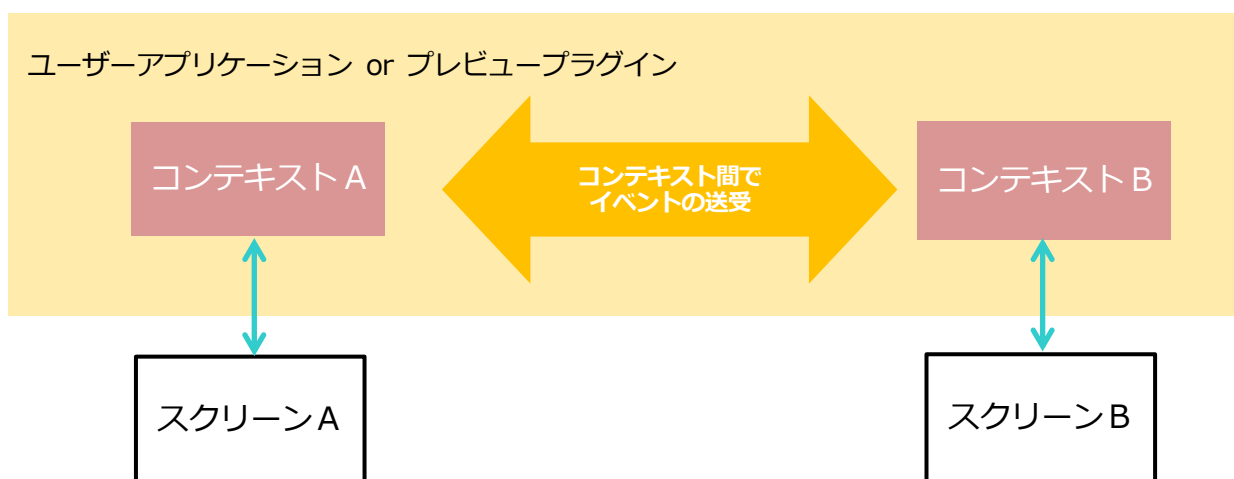 ユーザーアプリケーション or プレビュープラグイン
コンテキストA
コンテキスト間で
イベントの送受
コンテキストB
スクリーンA
スクリーンB